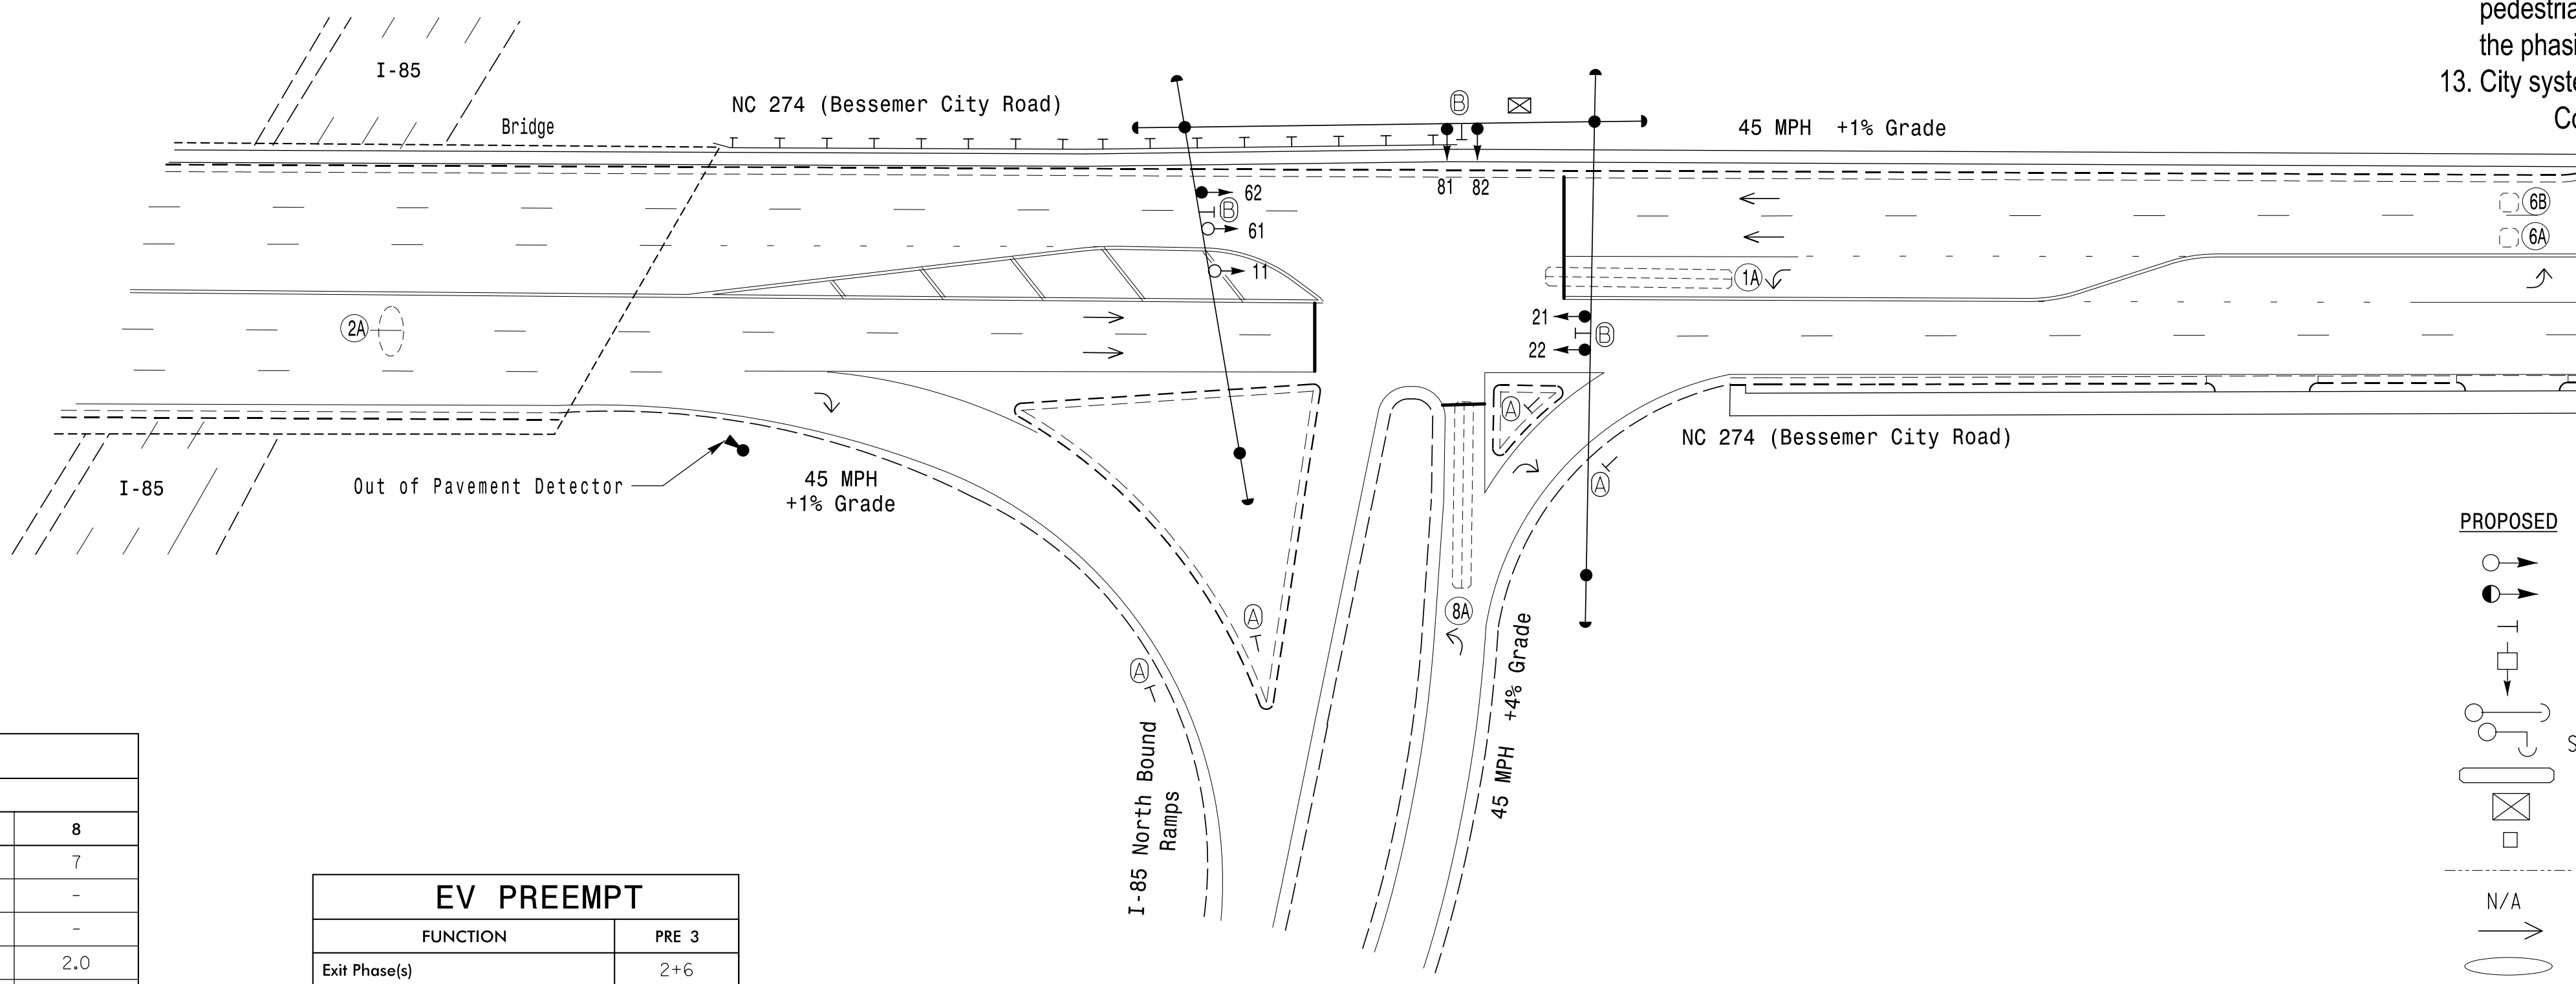 pedestria
the phasi
13. City syste
Co
I-85
NC 274 (Bessemer City Road)
Bridge
B
45 MPH +1% Grade
81 82
62
B
61
11
6B
6A
1A
2A
21
B
22
A
NC 274 (Bessemer City Road)
I-85
Out of Pavement Detector
45 MPH
+1% Grade
A
PROPOSED
8A
A
A
45 MPH +4% Grade
I-85 North Bound
Ramps
S
N/A
8
7
-
-
2.0
EV PREEMPT
FUNCTION PRE 3
Exit Phase(s) 2+6